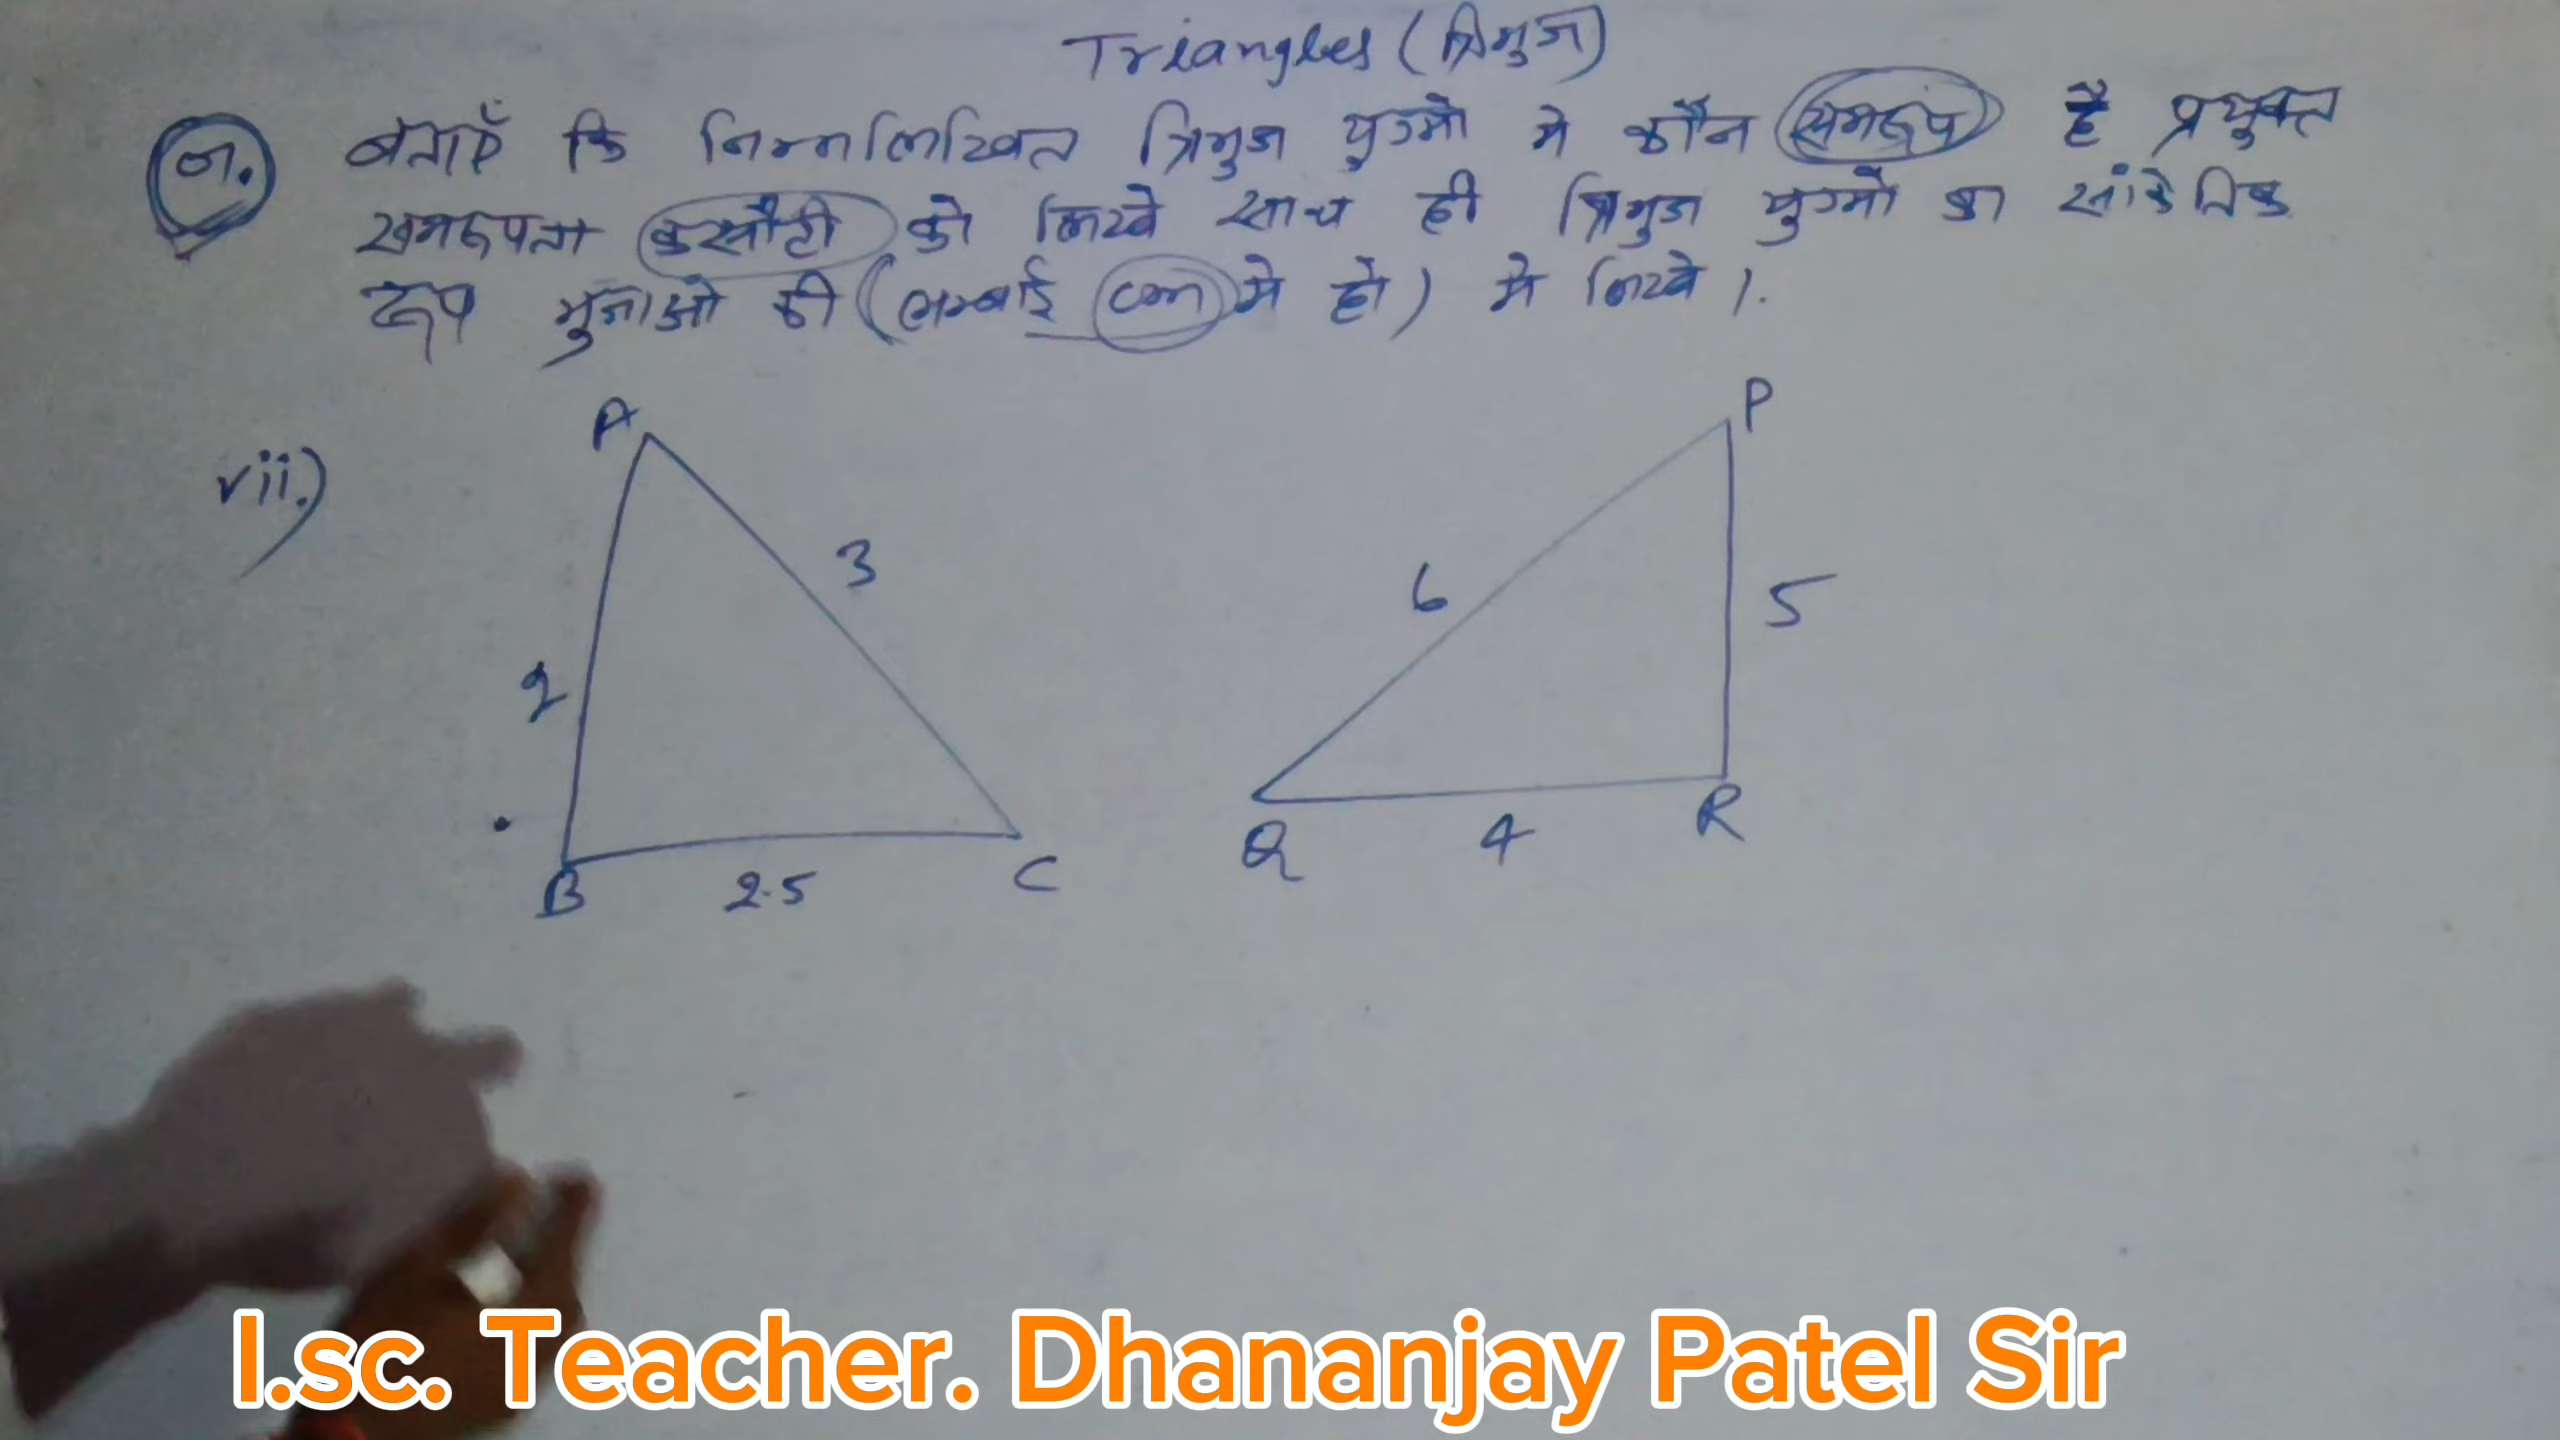 Triangles (त्रिभुज)
प्र. बताएँ कि निम्नलिखित त्रिभुज युग्मो मे कौन समरूप है प्रयुक्त
समरूपता कसौटी को लिखे साथ ही त्रिभुज युग्मों का सांकेतिक
रूप भुजाओ की (लम्बाई cm मे हो) मे लिखे ।.
vii.)
A
P
3
6
5
2
B
2.5
C
Q
4
R
I.sc. Teacher. Dhananjay Patel Sir